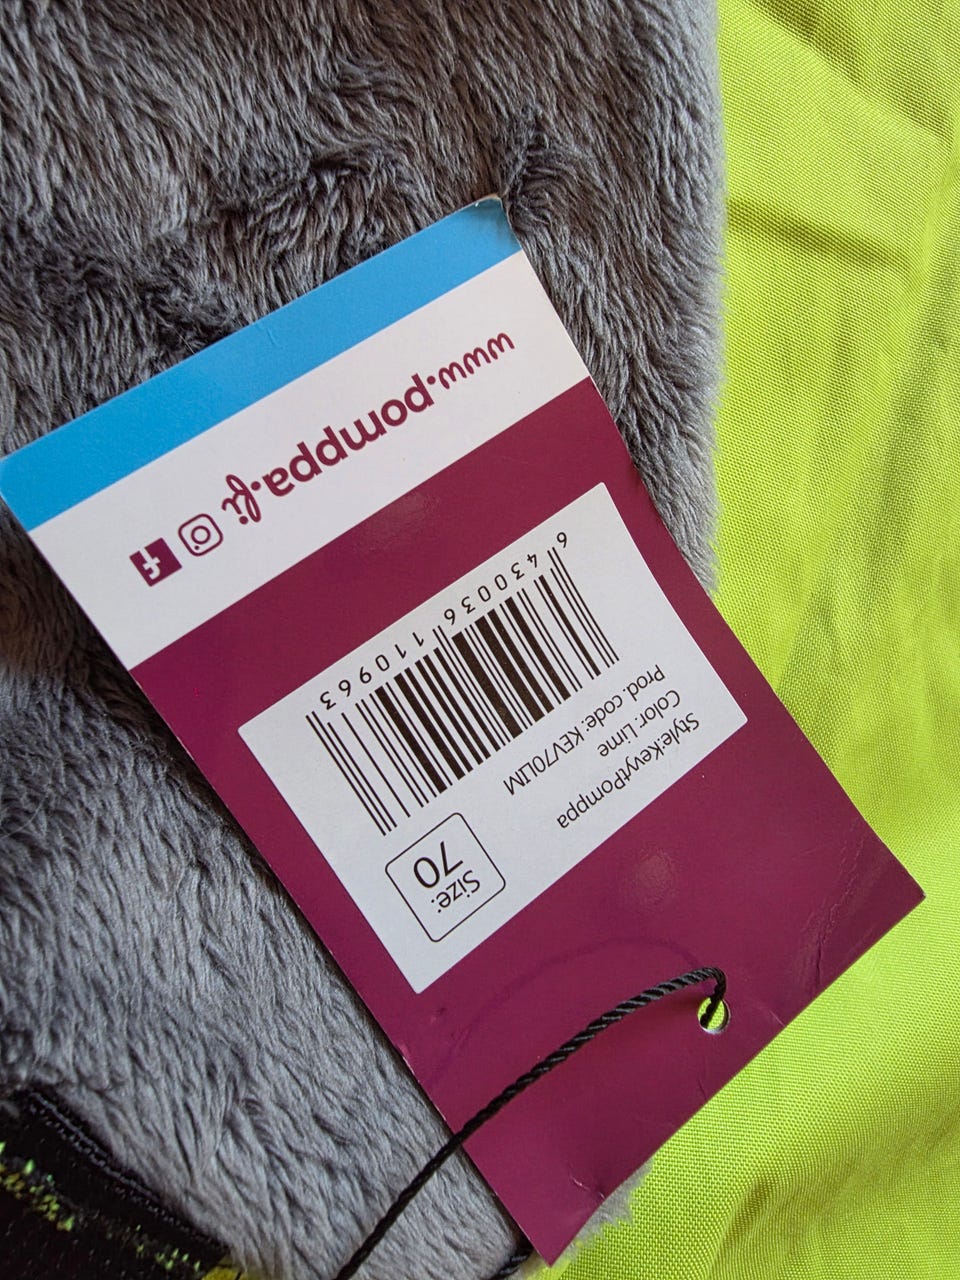 Style:KevytPomppa
Color: Lime
Prod. code: KEV70LIM
Size:
70
6 430036 110963
www.pomppa.fi